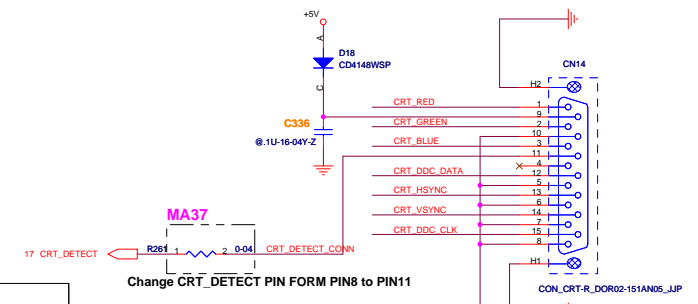 +5V
A
D18
CD4148WSP
C
C336
@.1U-16-04Y-Z
CN14
H2
CRT_RED 1
9
CRT_GREEN 2
10
CRT_BLUE 3
11
4
CRT_DDC_DATA 12
5
CRT_HSYNC 13
6
CRT_VSYNC 14
7
CRT_DDC_CLK 15
8
H1
MA37
17 CRT_DETECT R261 1 2 0-04 CRT_DETECT_CONN
Change CRT_DETECT PIN FORM PIN8 to PIN11
CON_CRT-R_DOR02-151AN05_JJP